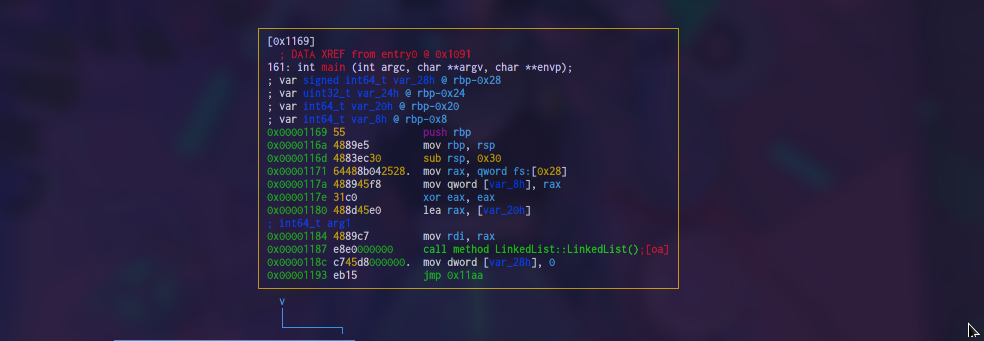 [0x1169]
; DATA XREF from entry0 @ 0x1091
161: int main (int argc, char **argv, char **envp);
; var signed int64_t var_28h @ rbp-0x28
; var uint32_t var_24h @ rbp-0x24
; var int64_t var_20h @ rbp-0x20
; var int64_t var_8h @ rbp-0x8
0x00001169 55 push rbp
0x0000116a 4889e5 mov rbp, rsp
0x0000116d 4883ec30 sub rsp, 0x30
0x00001171 64488b042528. mov rax, qword fs:[0x28]
0x0000117a 488945f8 mov qword [var_8h], rax
0x0000117e 31c0 xor eax, eax
0x00001180 488d45e0 lea rax, [var_20h]
; int64_t arg1
0x00001184 4889c7 mov rdi, rax
0x00001187 e8e0000000 call method LinkedList::LinkedList();[oa]
0x0000118c c745d8000000. mov dword [var_28h], 0
0x00001193 eb15 jmp 0x11aa
v